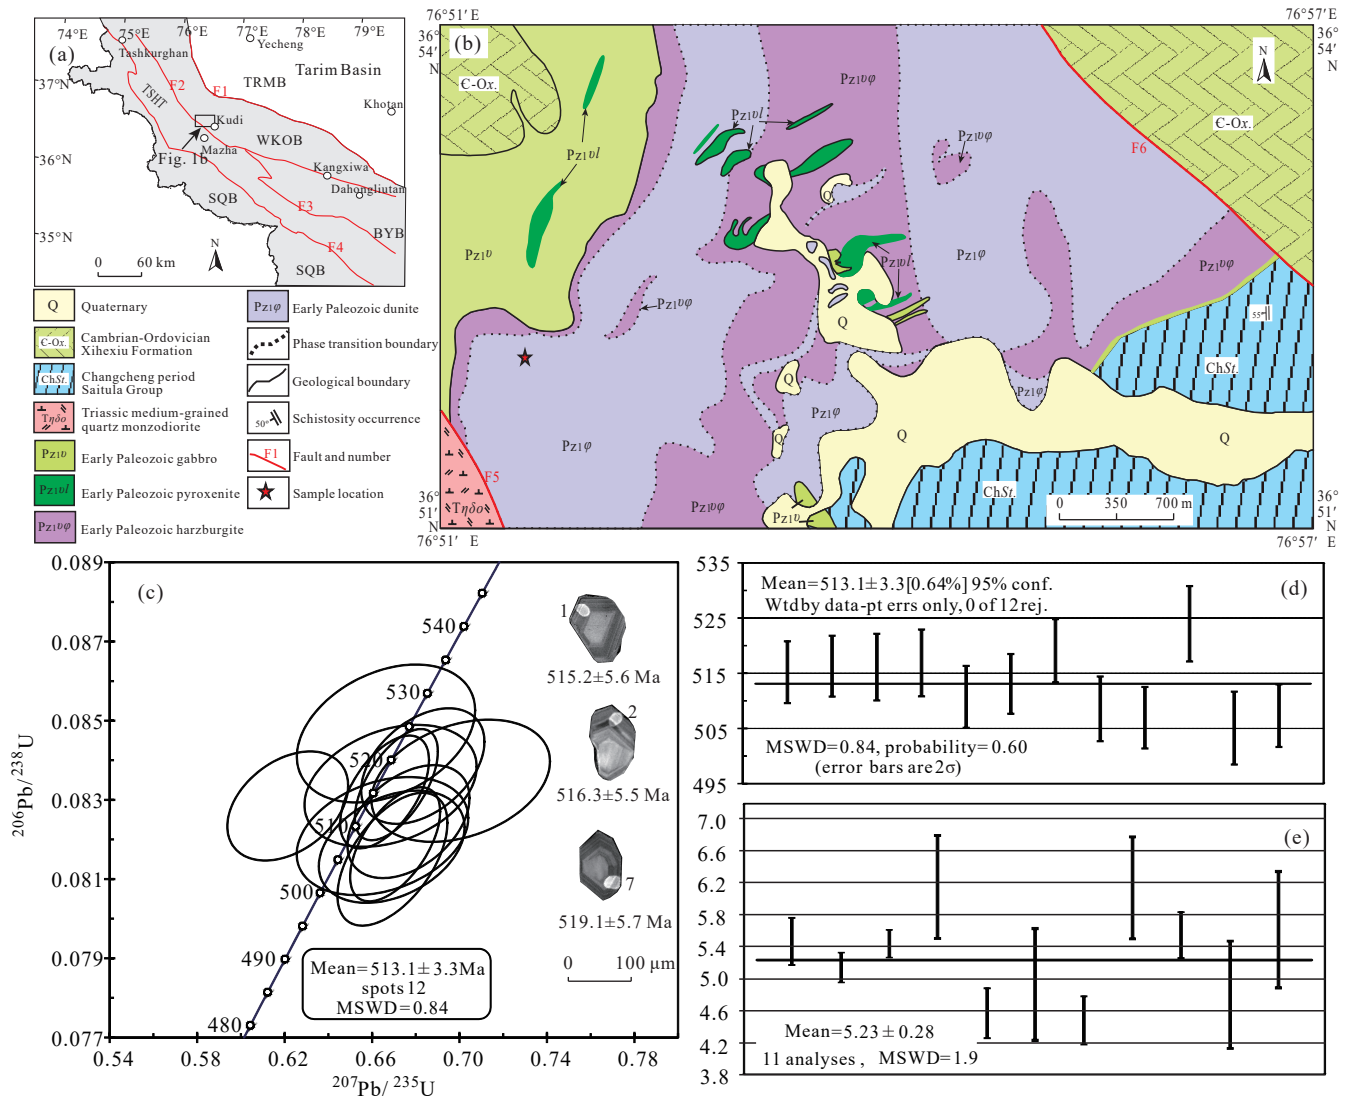 74°E
75°E
76°E
77°E
78°E
79°E
(a)
Tashkurghan
Yecheng
Tarim Basin
TRMB
37°N
F2
F1
TSHT
Khotan
Kudi
WKOB
Mazha
Fig. 1b
36°N
Kangxiwa
Dahongliutan
SQB
F3
BYB
35°N
N
F4
0 60 km
SQB
Q Quaternary
Є-Ox. Cambrian-Ordovician
Xihexiu Formation
ChSt. Changcheng period
Saitula Group
Tηδο Triassic medium-grained
quartz monzodiorite
Pz1υ Early Paleozoic gabbro
Pz1υl Early Paleozoic pyroxenite
Pz1υφ Early Paleozoic harzburgite
Pz1φ Early Paleozoic dunite
Phase transition boundary
Geological boundary
50° Schistosity occurrence
F1 Fault and number
Sample location
76°51′ E
76°57′ E
36°
54′
N
(b)
36°
54′
N
N
Є-Ox.
Є-Ox.
Pz1υl
Pz1υl
Pz1υφ
F6
Q
Pz1υ
Pz1υl
Pz1φ
Pz1υφ
Pz1υφ
55°
Q
ChSt.
Q
Pz1φ
Pz1φ
Pz1φ
Q
Q
Q
F5
ChSt.
Tηδο
Pz1υφ
Pz1υ
0 350 700 m
36°
51′
N
36°
51′
N
76°51′ E
76°57′ E
(c)
0.089
0.087
0.085
0.083
0.081
0.079
0.077
206Pb/238U
540
530
520
510
500
490
480
1
515.2±5.6 Ma
2
516.3±5.5 Ma
7
519.1±5.7 Ma
0 100 μm
Mean=513.1±3.3Ma
spots 12
MSWD=0.84
0.54
0.58
0.62
0.66
0.70
0.74
0.78
207Pb/235U
(d)
535
525
515
505
495
Mean=513.1±3.3[0.64%] 95% conf.
Wtdby data-pt errs only, 0 of 12 rej.
MSWD=0.84, probability=0.60
(error bars are 2σ)
(e)
7.0
6.6
6.2
5.8
5.4
5.0
4.6
4.2
3.8
Mean=5.23±0.28
11 analyses , MSWD=1.9